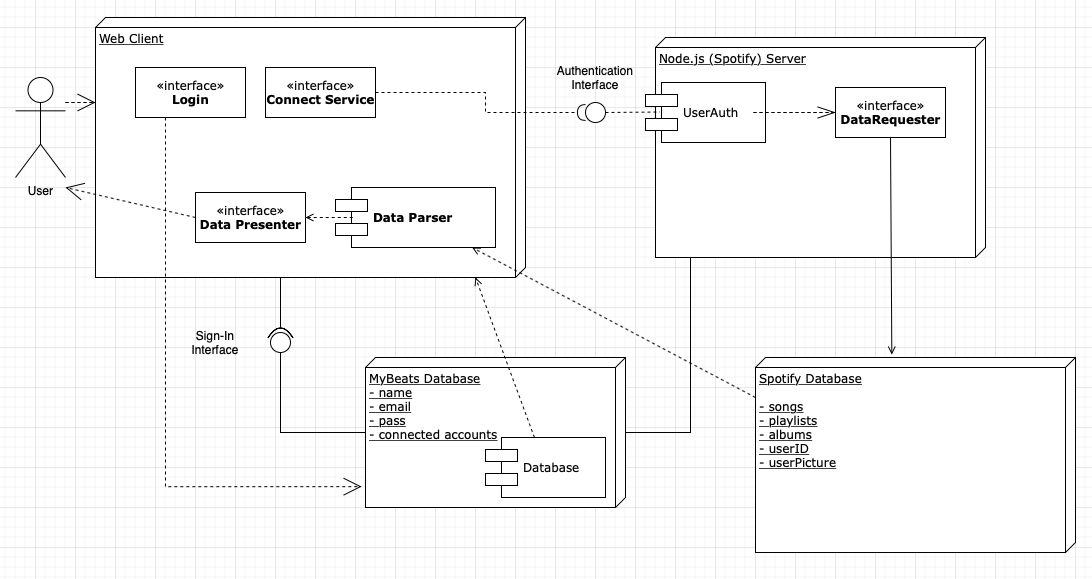 Web Client
«interface»
Login
«interface»
Connect Service
Authentication
Interface
Node.js (Spotify) Server
UserAuth
«interface»
DataRequester
User
«interface»
Data Presenter
Data Parser
Sign-In
Interface
MyBeats Database
- name
- email
- pass
- connected accounts
Database
Spotify Database
- songs
- playlists
- albums
- userID
- userPicture